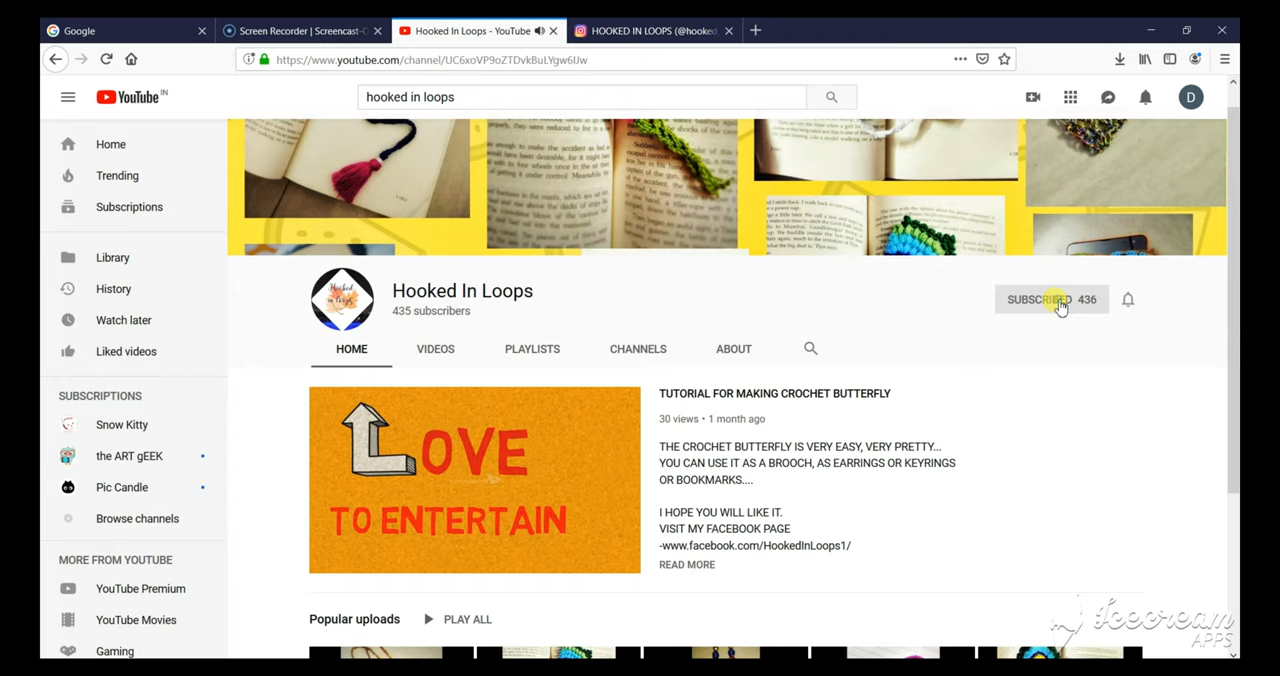 Google
Screen Recorder | Screencast-O
Hooked In Loops - YouTube
HOOKED IN LOOPS (@hooked
https://www.youtube.com/channel/UC6xoVP9oZTDvkBuLYgw6IJw
YouTube IN
hooked in loops
D
Home
Trending
Subscriptions
Library
History
Watch later
Liked videos
SUBSCRIPTIONS
Snow Kitty
the ART gEEK
Pic Candle
Browse channels
MORE FROM YOUTUBE
YouTube Premium
YouTube Movies
Gaming
Hooked in loops
Hooked In Loops
435 subscribers
SUBSCRIBED 436
HOME VIDEOS PLAYLISTS CHANNELS ABOUT
LOVE
TO ENTERTAIN
TUTORIAL FOR MAKING CROCHET BUTTERFLY
30 views • 1 month ago
THE CROCHET BUTTERFLY IS VERY EASY, VERY PRETTY...
YOU CAN USE IT AS A BROOCH, AS EARRINGS OR KEYRINGS
OR BOOKMARKS....
I HOPE YOU WILL LIKE IT.
VISIT MY FACEBOOK PAGE
-www.facebook.com/HookedInLoops1/
READ MORE
Popular uploads PLAY ALL
Icecream
APPS